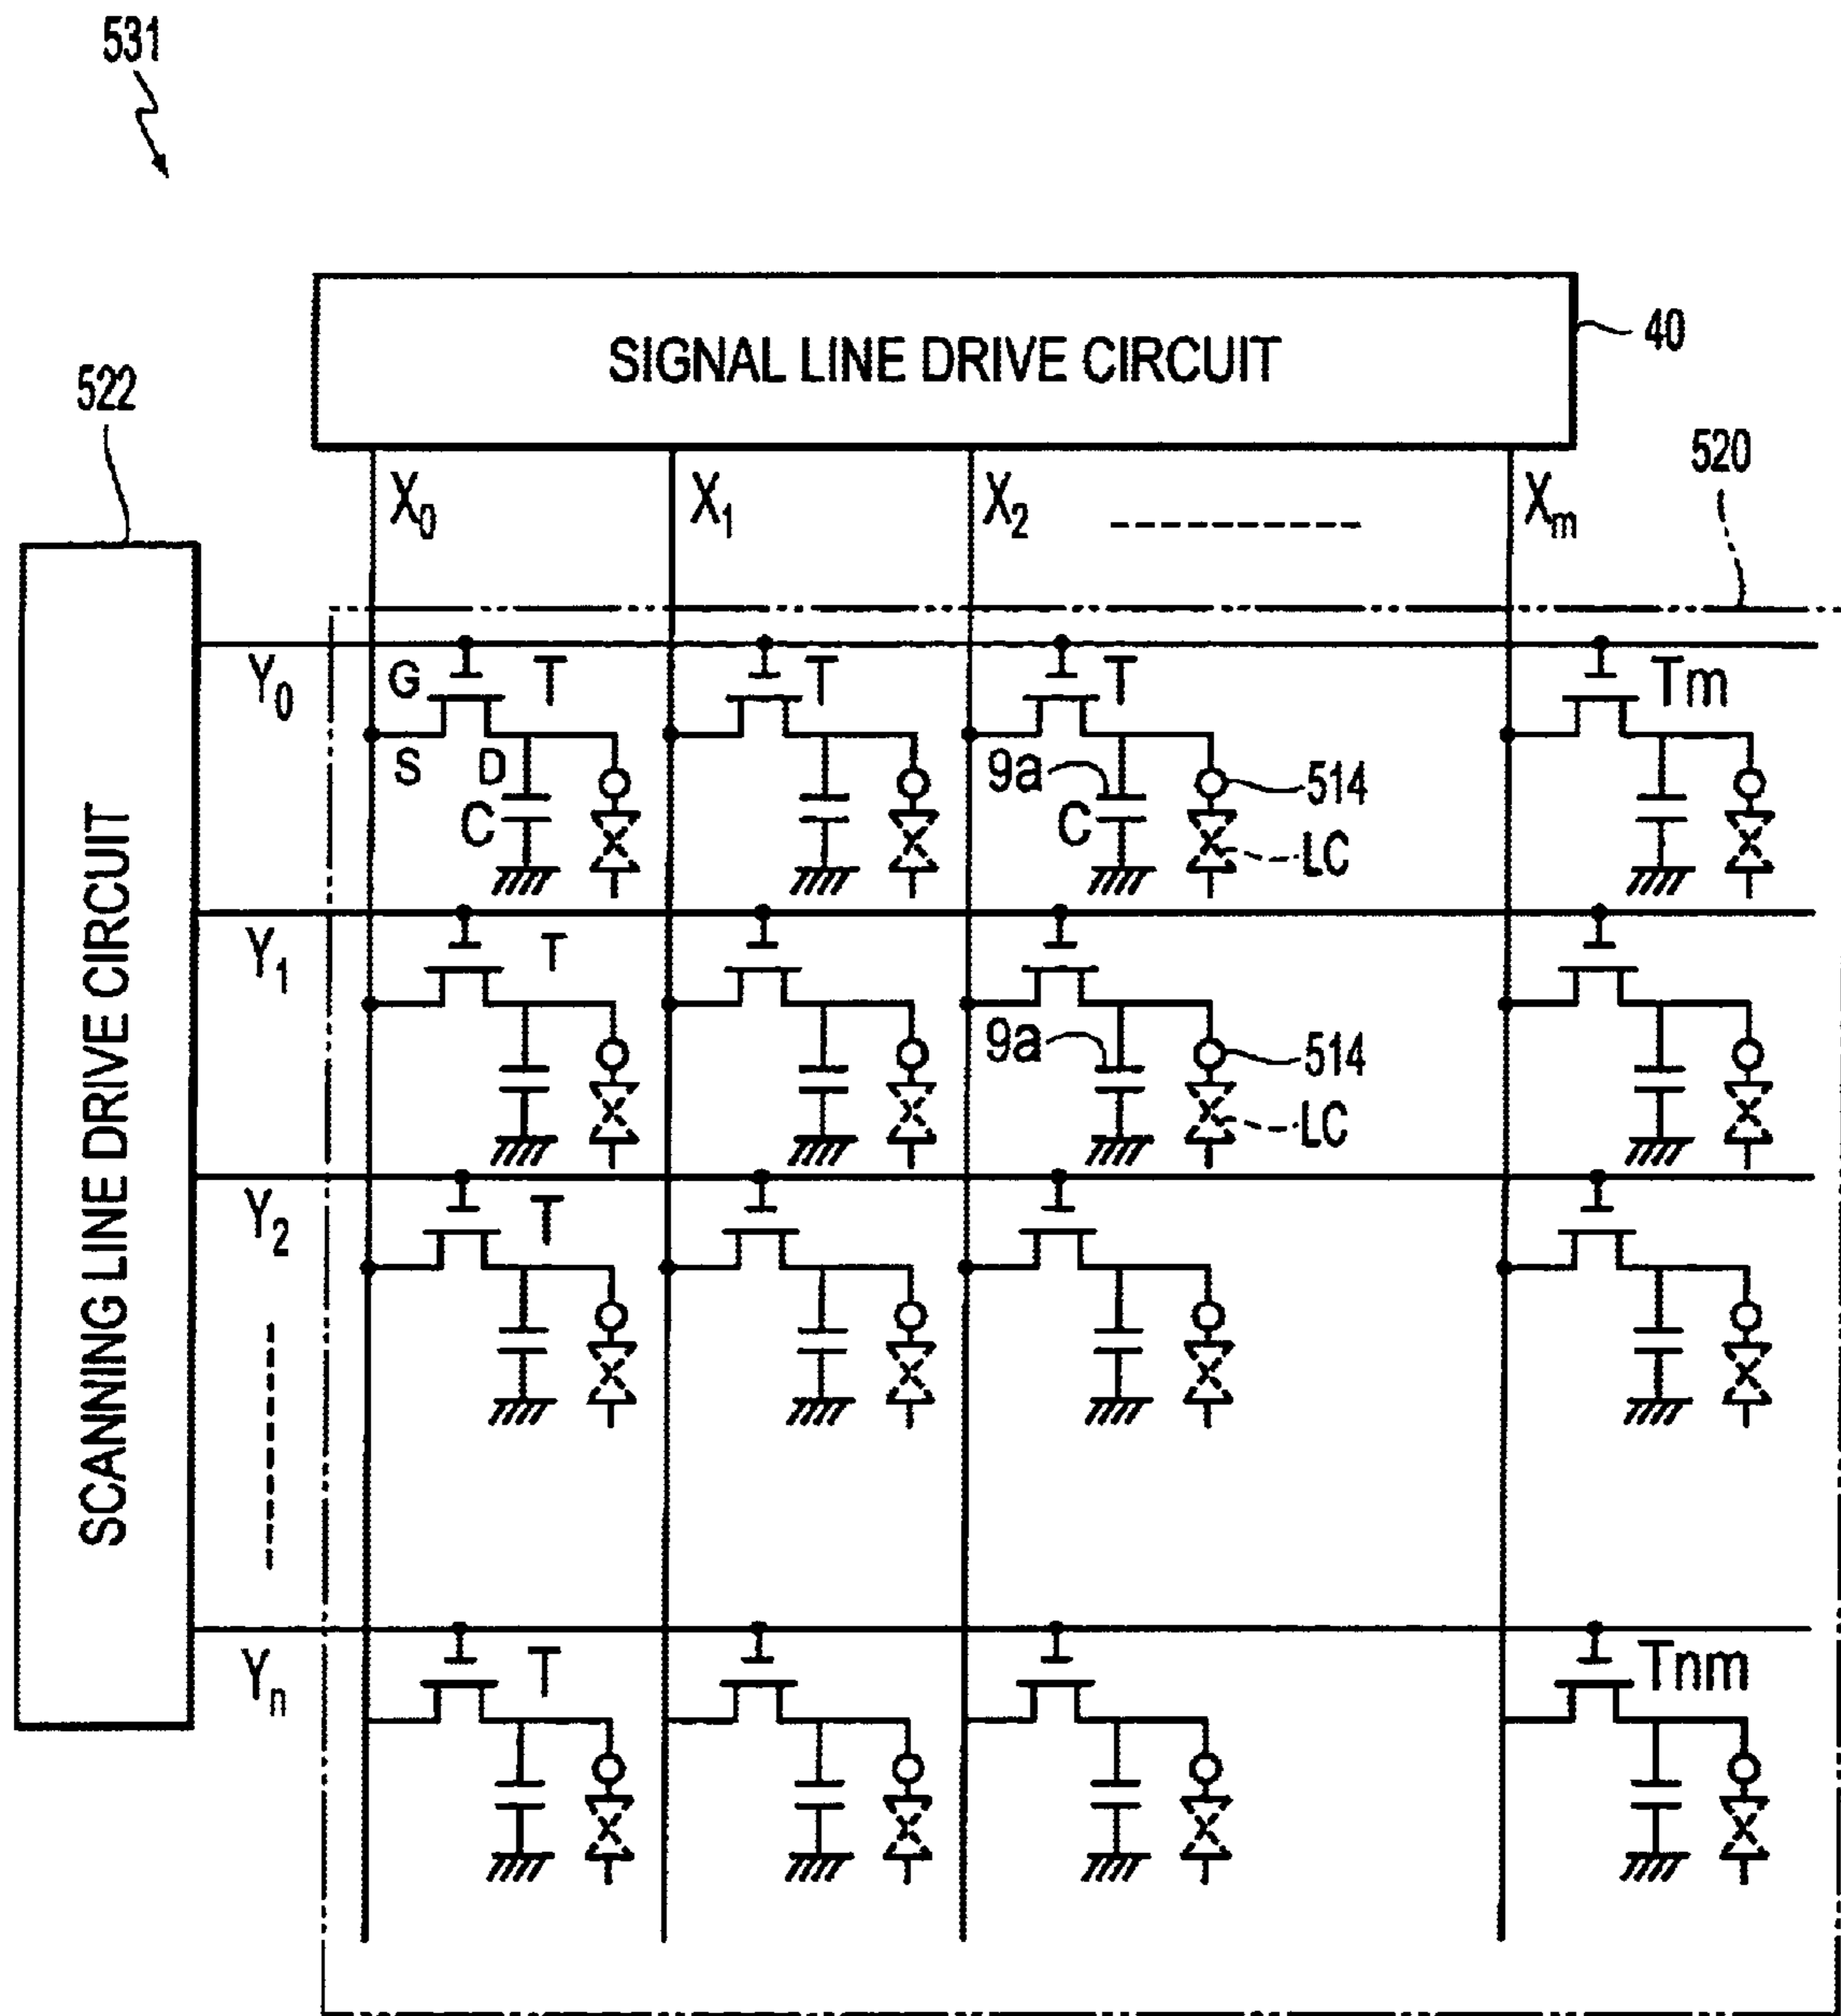 531
SIGNAL LINE DRIVE CIRCUIT
40
522
520
X0
X1
X2
Xm
SCANNING LINE DRIVE CIRCUIT
Y0
G
T
T
T
Tm
S
D
9a
514
C
C
LC
Y1
T
9a
514
LC
Y2
T
Yn
T
Tnm